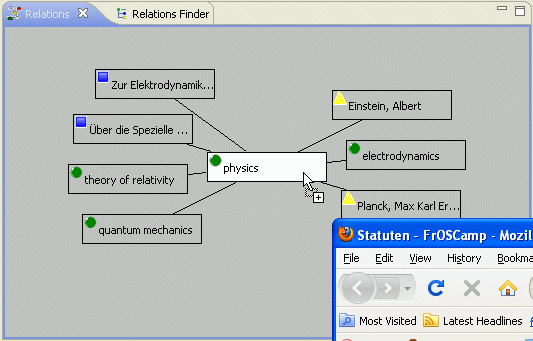 Relations
Relations Finder
Zur Elektrodynamik...
Einstein, Albert
Über die Spezielle ...
electrodynamics
physics
theory of relativity
Planck, Max Karl Er...
quantum mechanics
Statuten - FrOSCamp - Mozil
File Edit View History Bookma
Most Visited Latest Headlines